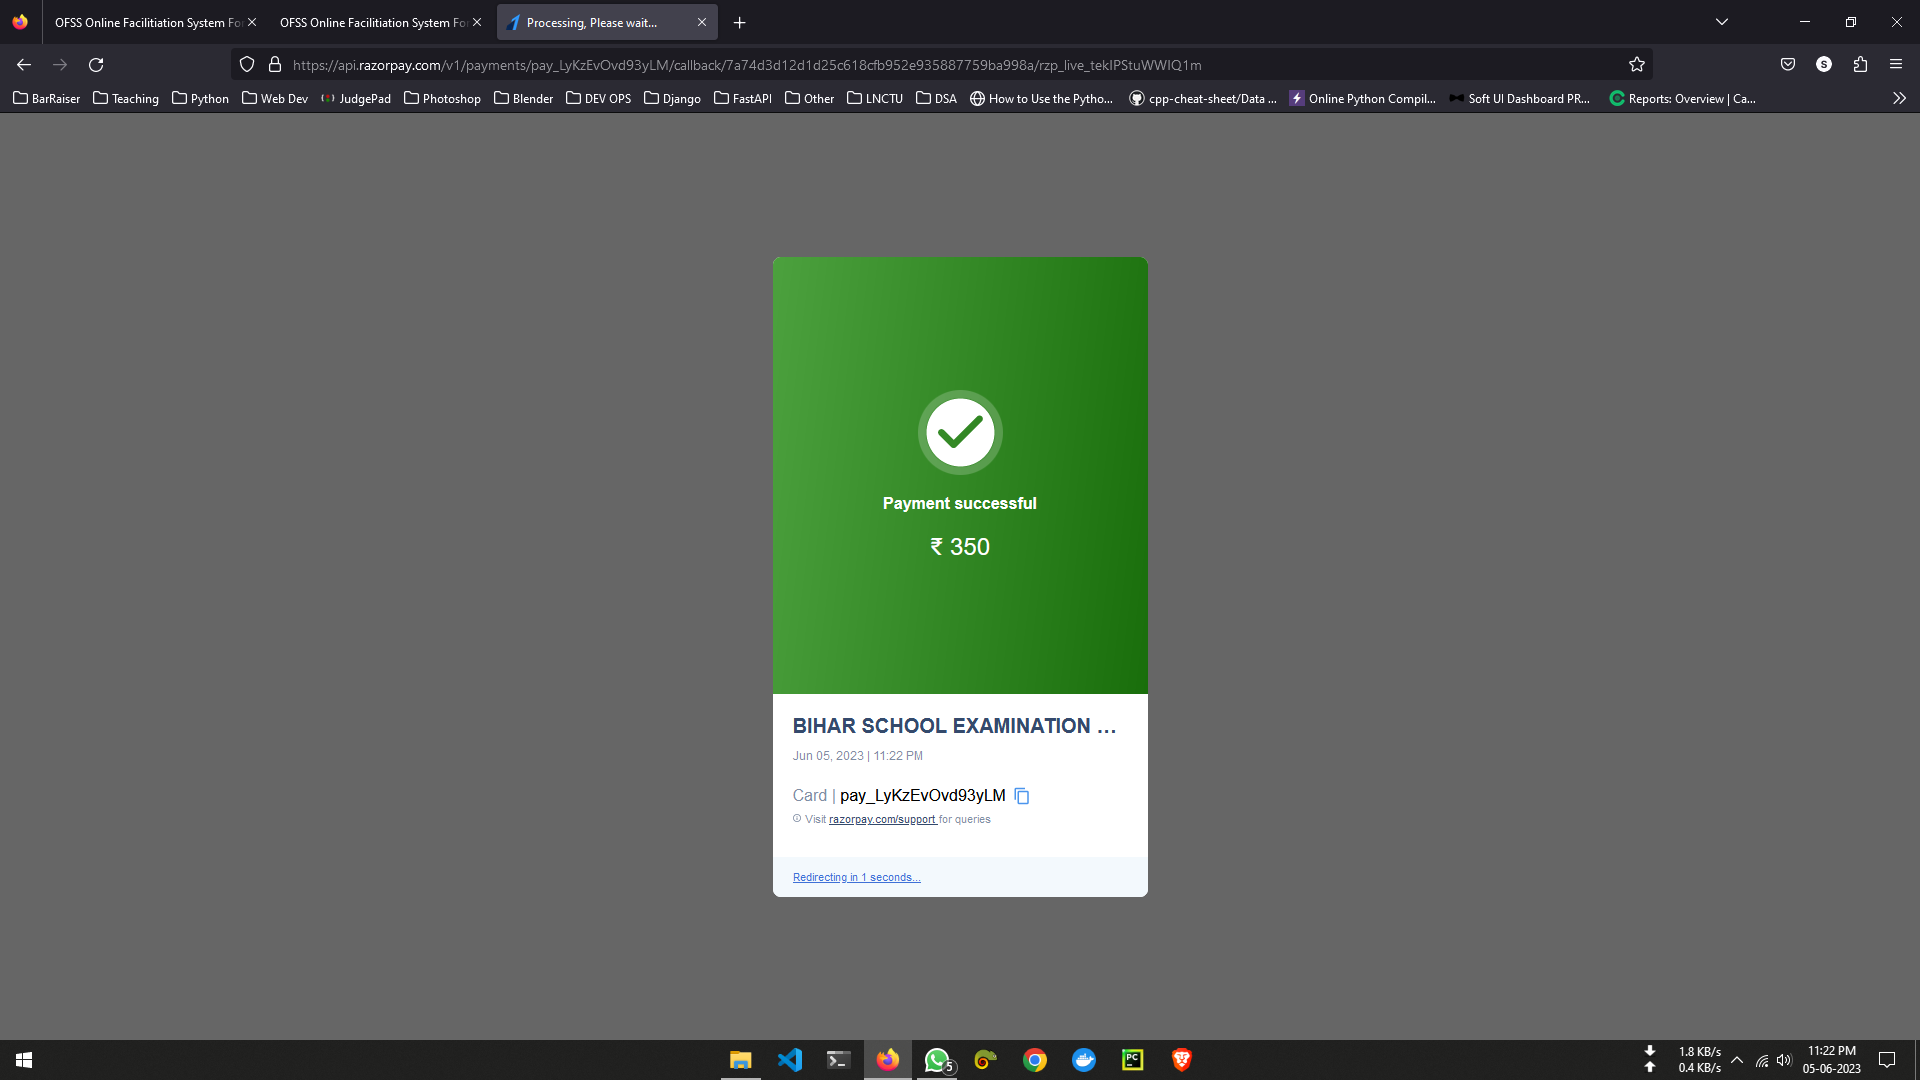 OFSS Online Facilitiation System For
OFSS Online Facilitiation System For
Processing, Please wait...
https://api.razorpay.com/v1/payments/pay_LyKzEvOvd93yLM/callback/7a74d3d12d1d25c618cfb952e935887759ba998a/rzp_live_tekIPStuWWIQ1m
S
BarRaiser Teaching Python Web Dev JudgePad Photoshop Blender DEV OPS Django FastAPI Other LNCTU DSA How to Use the Pytho... cpp-cheat-sheet/Data ... Online Python Compil... Soft UI Dashboard PR... Reports: Overview | Ca...
Payment successful
₹ 350
BIHAR SCHOOL EXAMINATION ...
Jun 05, 2023 | 11:22 PM
Card | pay_LyKzEvOvd93yLM
Visit razorpay.com/support for queries
Redirecting in 1 seconds...
5
PC
1.8 KB/s
0.4 KB/s
11:22 PM
05-06-2023